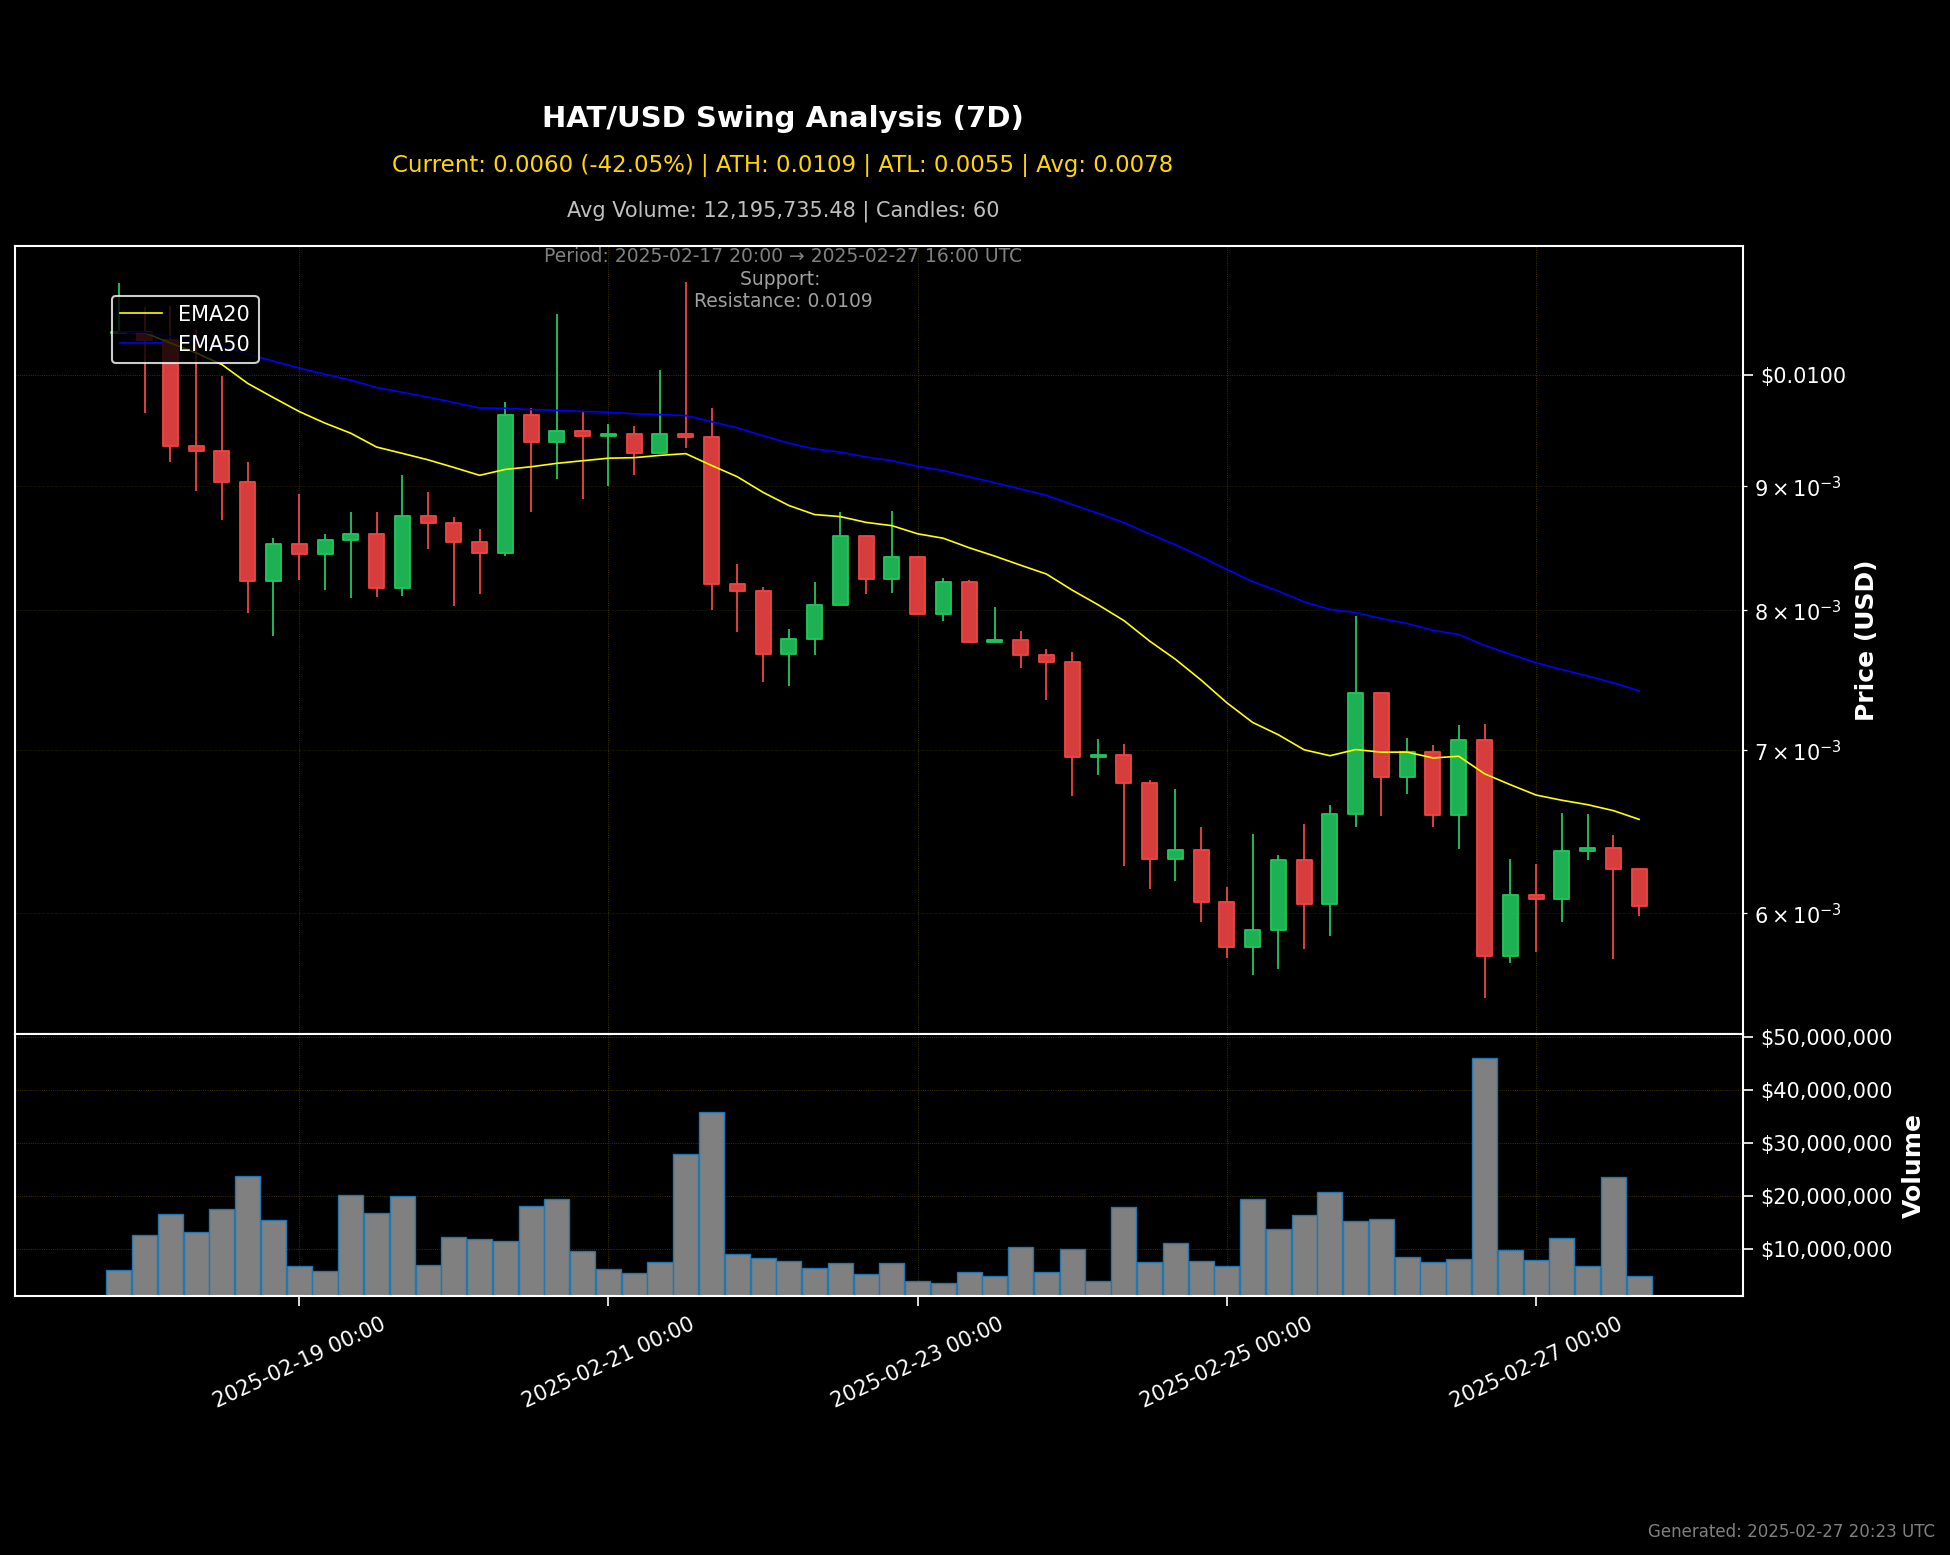 HAT/USD Swing Analysis (7D)
Current: 0.0060 (-42.05%) | ATH: 0.0109 | ATL: 0.0055 | Avg: 0.0078
Avg Volume: 12,195,735.48 | Candles: 60
Period: 2025-02-17 20:00 → 2025-02-27 16:00 UTC
Support:
Resistance: 0.0109
EMA20
EMA50
$0.0100
9 × 10⁻³
8 × 10⁻³
7 × 10⁻³
6 × 10⁻³
Price (USD)
$50,000,000
$40,000,000
$30,000,000
$20,000,000
$10,000,000
Volume
2025-02-19 00:00
2025-02-21 00:00
2025-02-23 00:00
2025-02-25 00:00
2025-02-27 00:00
Generated: 2025-02-27 20:23 UTC